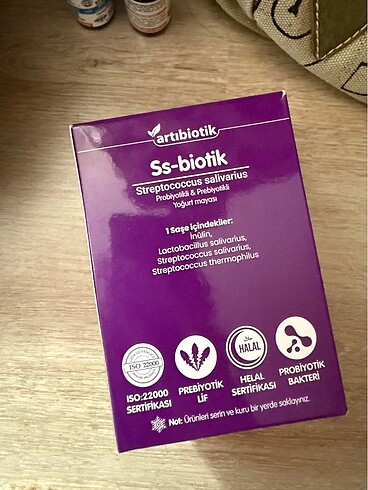 artıbiotik
Ss-biotik
Streptococcus salivarius
Probiyotikli & Prebiyotikli
Yoğurt mayası
1 Saşe içindekiler:
İnülin,
Lactobacillus salivarius,
Streptococcus salivarius,
Streptococcus thermophilus
ISO 22000
HALAL
ISO:22000
SERTİFİKASI
PREBİYOTİK
LİF
HELAL
SERTİFİKASI
PROBİYOTİK
BAKTERİ
Not: Ürünleri serin ve kuru bir yerde saklayınız.